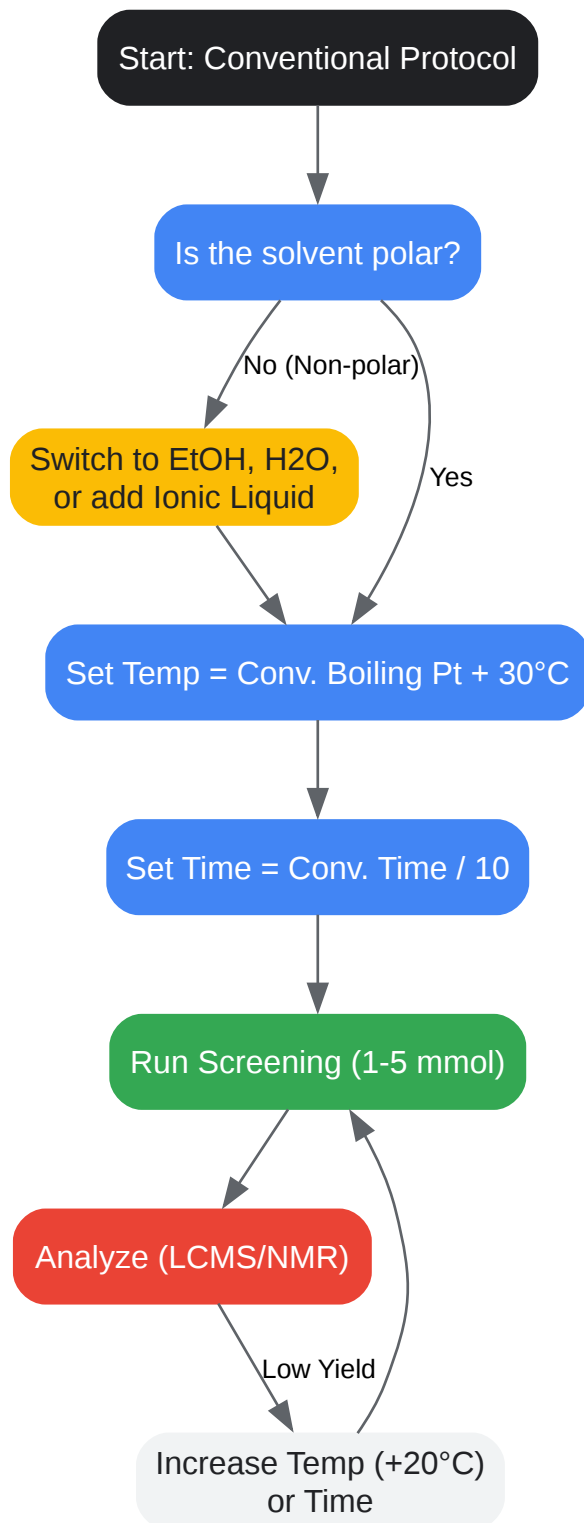 Start: Conventional Protocol
Is the solvent polar?
No (Non-polar)
Switch to EtOH, H2O,
or add Ionic Liquid
Yes
Set Temp = Conv. Boiling Pt + 30°C
Set Time = Conv. Time / 10
Run Screening (1-5 mmol)
Analyze (LCMS/NMR)
Low Yield
Increase Temp (+20°C)
or Time